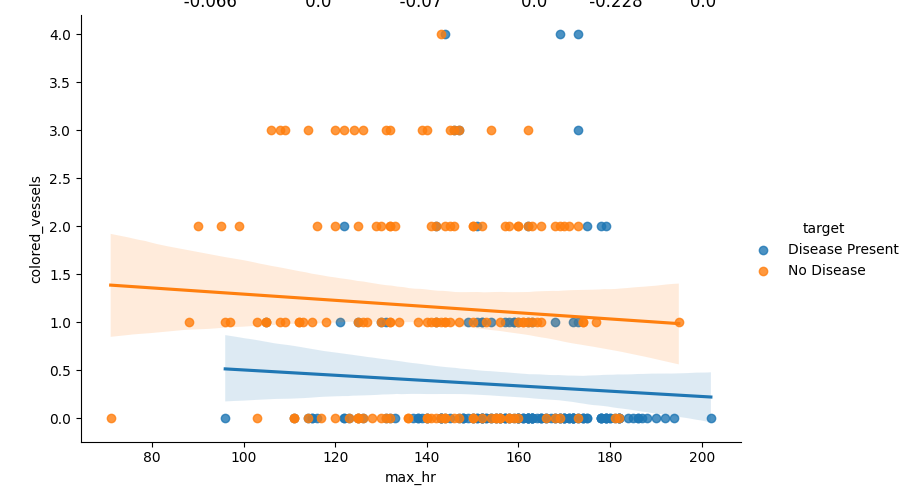 -0.066 0.0 -0.07 0.0 -0.228 0.0
4.0
3.5
3.0
2.5
2.0
1.5
1.0
0.5
0.0
colored_vessels
80 100 120 140 160 180 200
max_hr
target
Disease Present
No Disease